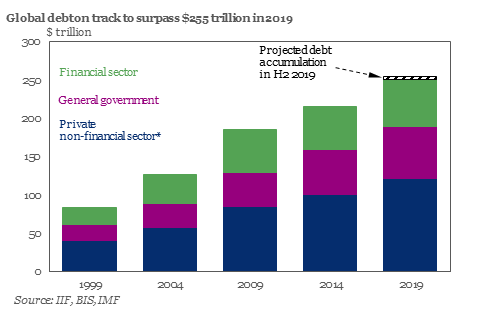 Global debton track to surpass $255 trillion in 2019
$ trillion
300
250
200
150
100
50
0
Projected debt
accumulation
in H2 2019
Financial sector
General government
Private
non-financial sector*
1999
2004
2009
2014
2019
Source: IIF, BIS, IMF